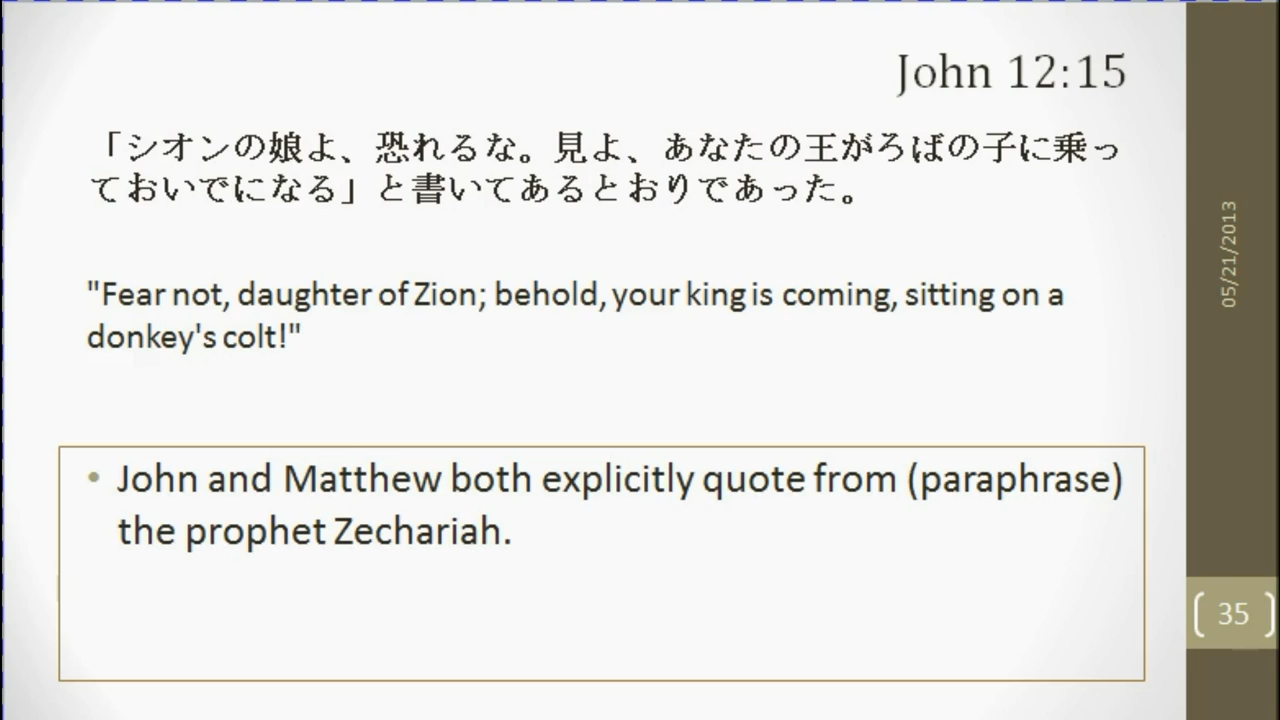 John 12:15
「シオンの娘よ、恐れるな。見よ、あなたの王がろばの子に乗っ
ておいでになる」と書いてあるとおりであった。
"Fear not, daughter of Zion; behold, your king is coming, sitting on a
donkey's colt!"
• John and Matthew both explicitly quote from (paraphrase)
the prophet Zechariah.
05/21/2013
35